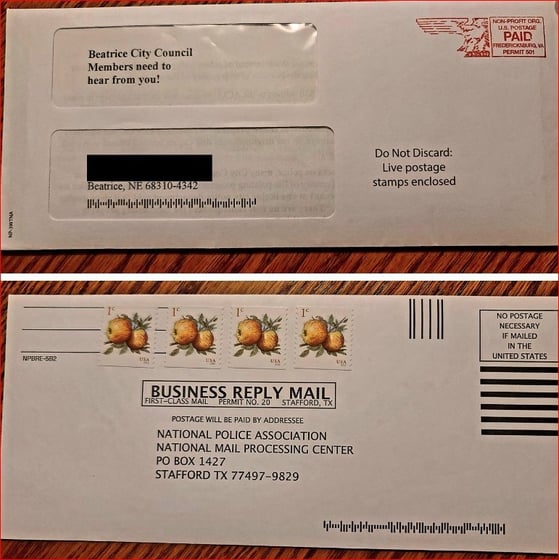 Beatrice City Council
Members need to
hear from you!
NON-PROFIT ORG.
U.S. POSTAGE
PAID
FREDERICKSBURG, VA
PERMIT 501
Beatrice, NE 68310-4342
Do Not Discard:
Live postage
stamps enclosed
NP-3WTNA
1c
USA
1c
USA
1c
USA
1c
USA
NPBRE-5B2
NO POSTAGE
NECESSARY
IF MAILED
IN THE
UNITED STATES
BUSINESS REPLY MAIL
FIRST-CLASS MAIL PERMIT NO. 20 STAFFORD, TX
POSTAGE WILL BE PAID BY ADDRESSEE
NATIONAL POLICE ASSOCIATION
NATIONAL MAIL PROCESSING CENTER
PO BOX 1427
STAFFORD TX 77497-9829